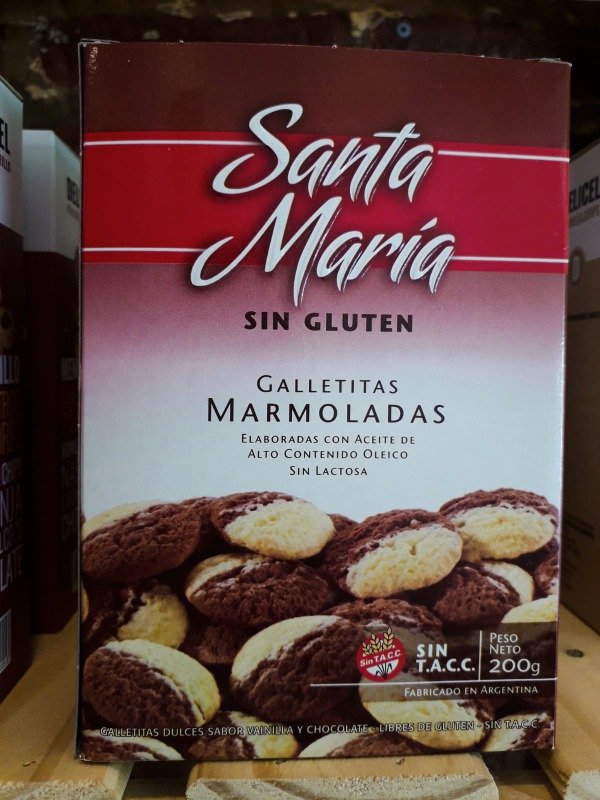 Santa
María
SIN GLUTEN
GALLETITAS
MARMOLADAS
ELABORADAS CON ACEITE DE
ALTO CONTENIDO OLEICO
SIN LACTOSA
Sin T.A.C.C.
SIN
T.A.C.C.
PESO
NETO
200g
FABRICADO EN ARGENTINA
GALLETITAS DULCES SABOR VAINILLA Y CHOCOLATE - LIBRES DE GLUTEN - SIN T.A.C.C.
DELICEL